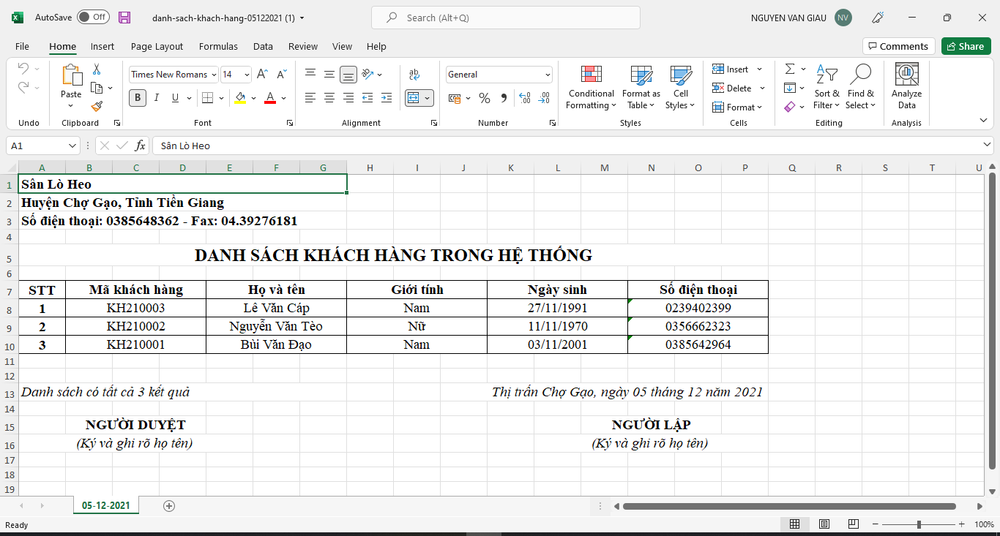 AutoSave Off danh-sach-khach-hang-05122021 (1) Search (Alt+Q) NGUYEN VAN GIAU NV
File Home Insert Page Layout Formulas Data Review View Help Comments Share
Times New Romans 14 A A ab General Insert
Paste B I U A % Conditional Formatting Format as Table Cell Styles Delete Sort & Filter Find & Select Analyze Data
Format
Undo Clipboard Font Alignment Number Styles Cells Editing Analysis
A1 fx Sân Lò Heo
A B C D E F G H I J K L M N O P Q R S T U
1 Sân Lò Heo
2 Huyện Chợ Gạo, Tỉnh Tiền Giang
3 Số điện thoại: 0385648362 - Fax: 04.39276181
4
5 DANH SÁCH KHÁCH HÀNG TRONG HỆ THỐNG
6
7 STT Mã khách hàng Họ và tên Giới tính Ngày sinh Số điện thoại
8 1 KH210003 Lê Văn Cáp Nam 27/11/1991 0239402399
9 2 KH210002 Nguyễn Văn Tèo Nữ 11/11/1970 0356662323
10 3 KH210001 Bùi Văn Đạo Nam 03/11/2001 0385642964
11
12
13 Danh sách có tất cả 3 kết quả Thị trấn Chợ Gạo, ngày 05 tháng 12 năm 2021
14
15 NGƯỜI DUYỆT NGƯỜI LẬP
16 (Ký và ghi rõ họ tên) (Ký và ghi rõ họ tên)
17
18
19
05-12-2021
Ready 100%